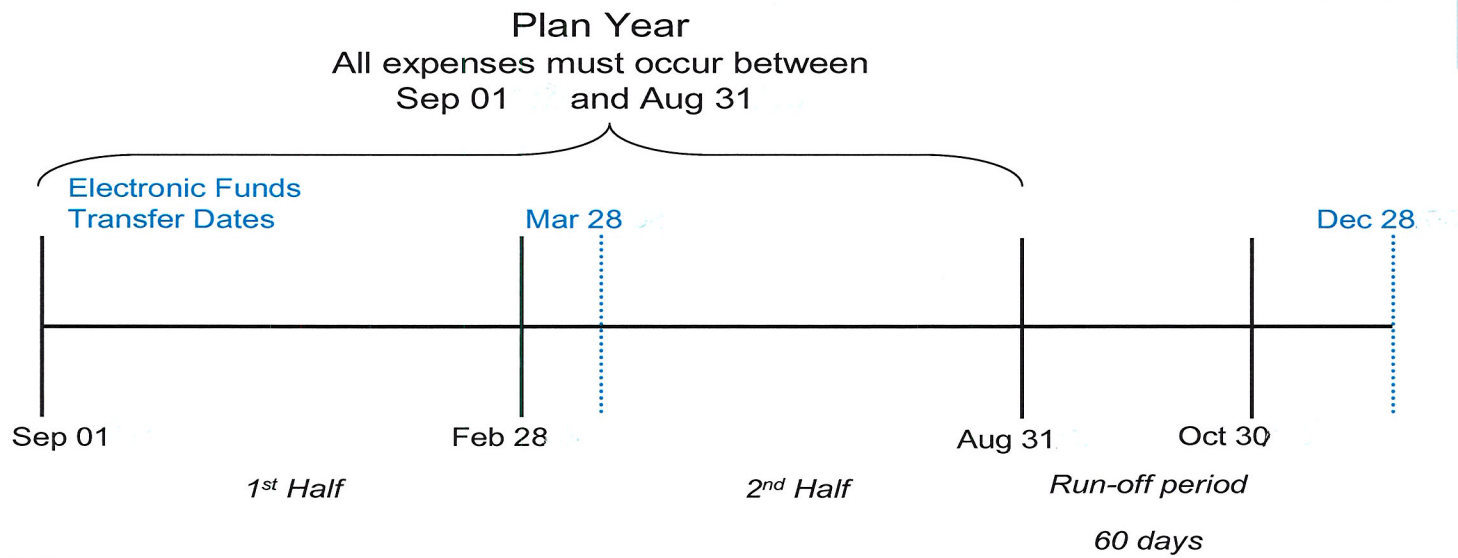 Plan Year
All expenses must occur between
Sep 01 and Aug 31
Electronic Funds
Transfer Dates
Mar 28
Dec 28
Sep 01
Feb 28
Aug 31
Oct 30
1st Half
2nd Half
Run-off period
60 days